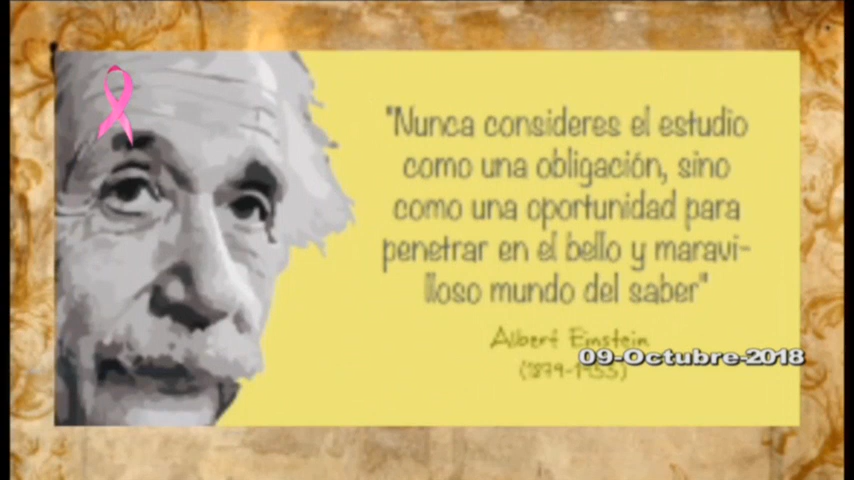 "Nunca consideres el estudio
como una obligación, sino
como una oportunidad para
penetrar en el bello y maravi-
lloso mundo del saber"
Albert Einstein
09-Octubre-2018
(1879-1955)